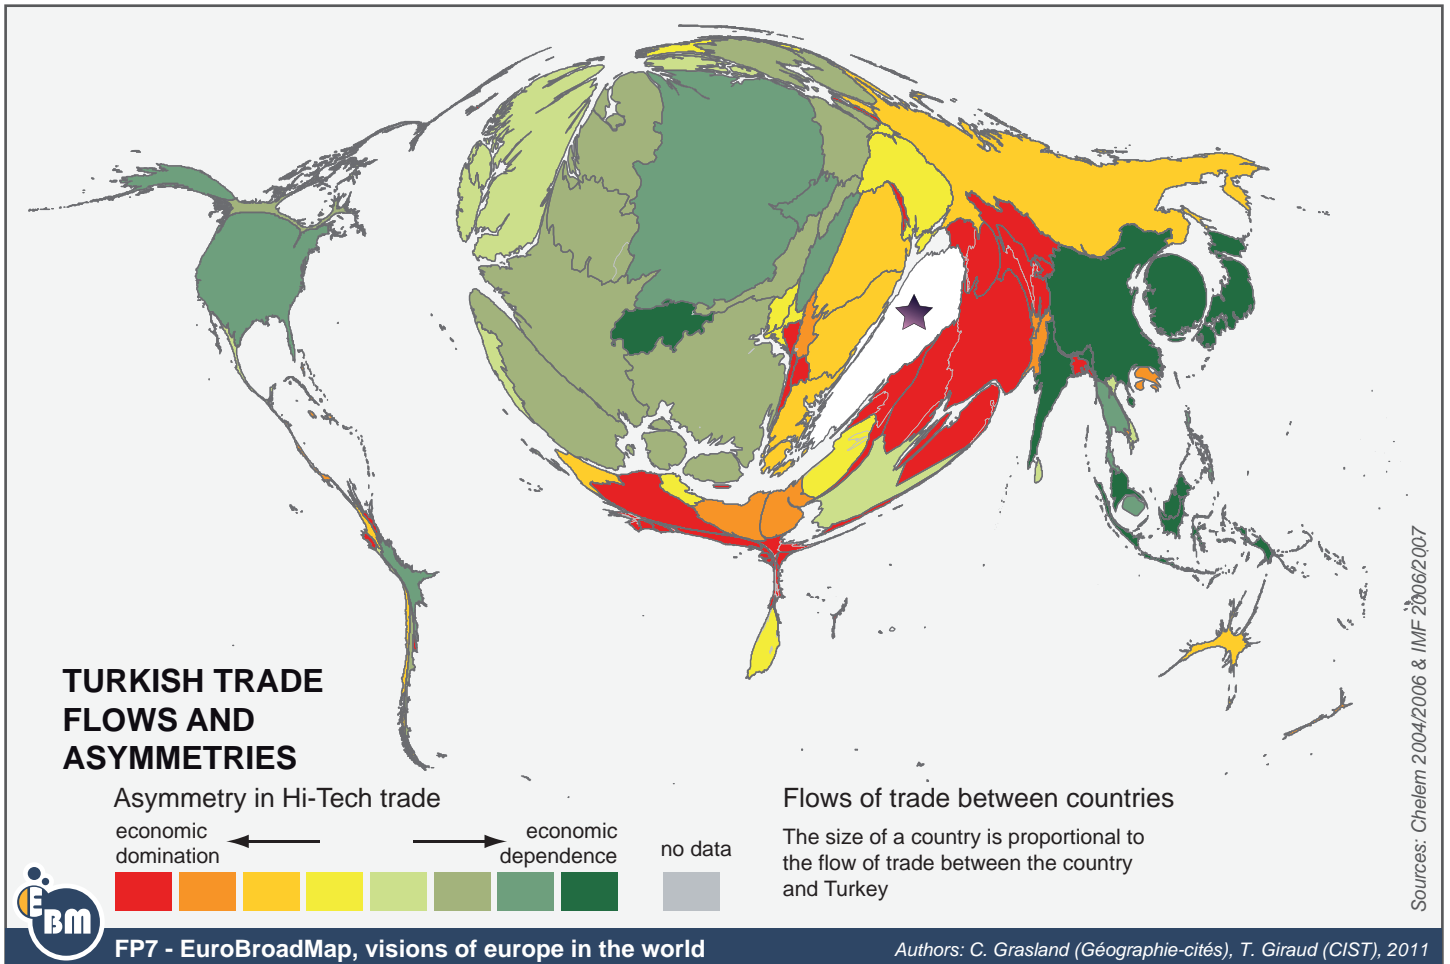 TURKISH TRADE
FLOWS AND
ASYMMETRIES
Asymmetry in Hi-Tech trade
economic
domination
economic
dependence
no data
Flows of trade between countries
The size of a country is proportional to
the flow of trade between the country
and Turkey
Sources: Chelem 2004/2006 & IMF 2006/2007
EBM
FP7 - EuroBroadMap, visions of europe in the world
Authors: C. Grasland (Géographie-cités), T. Giraud (CIST), 2011